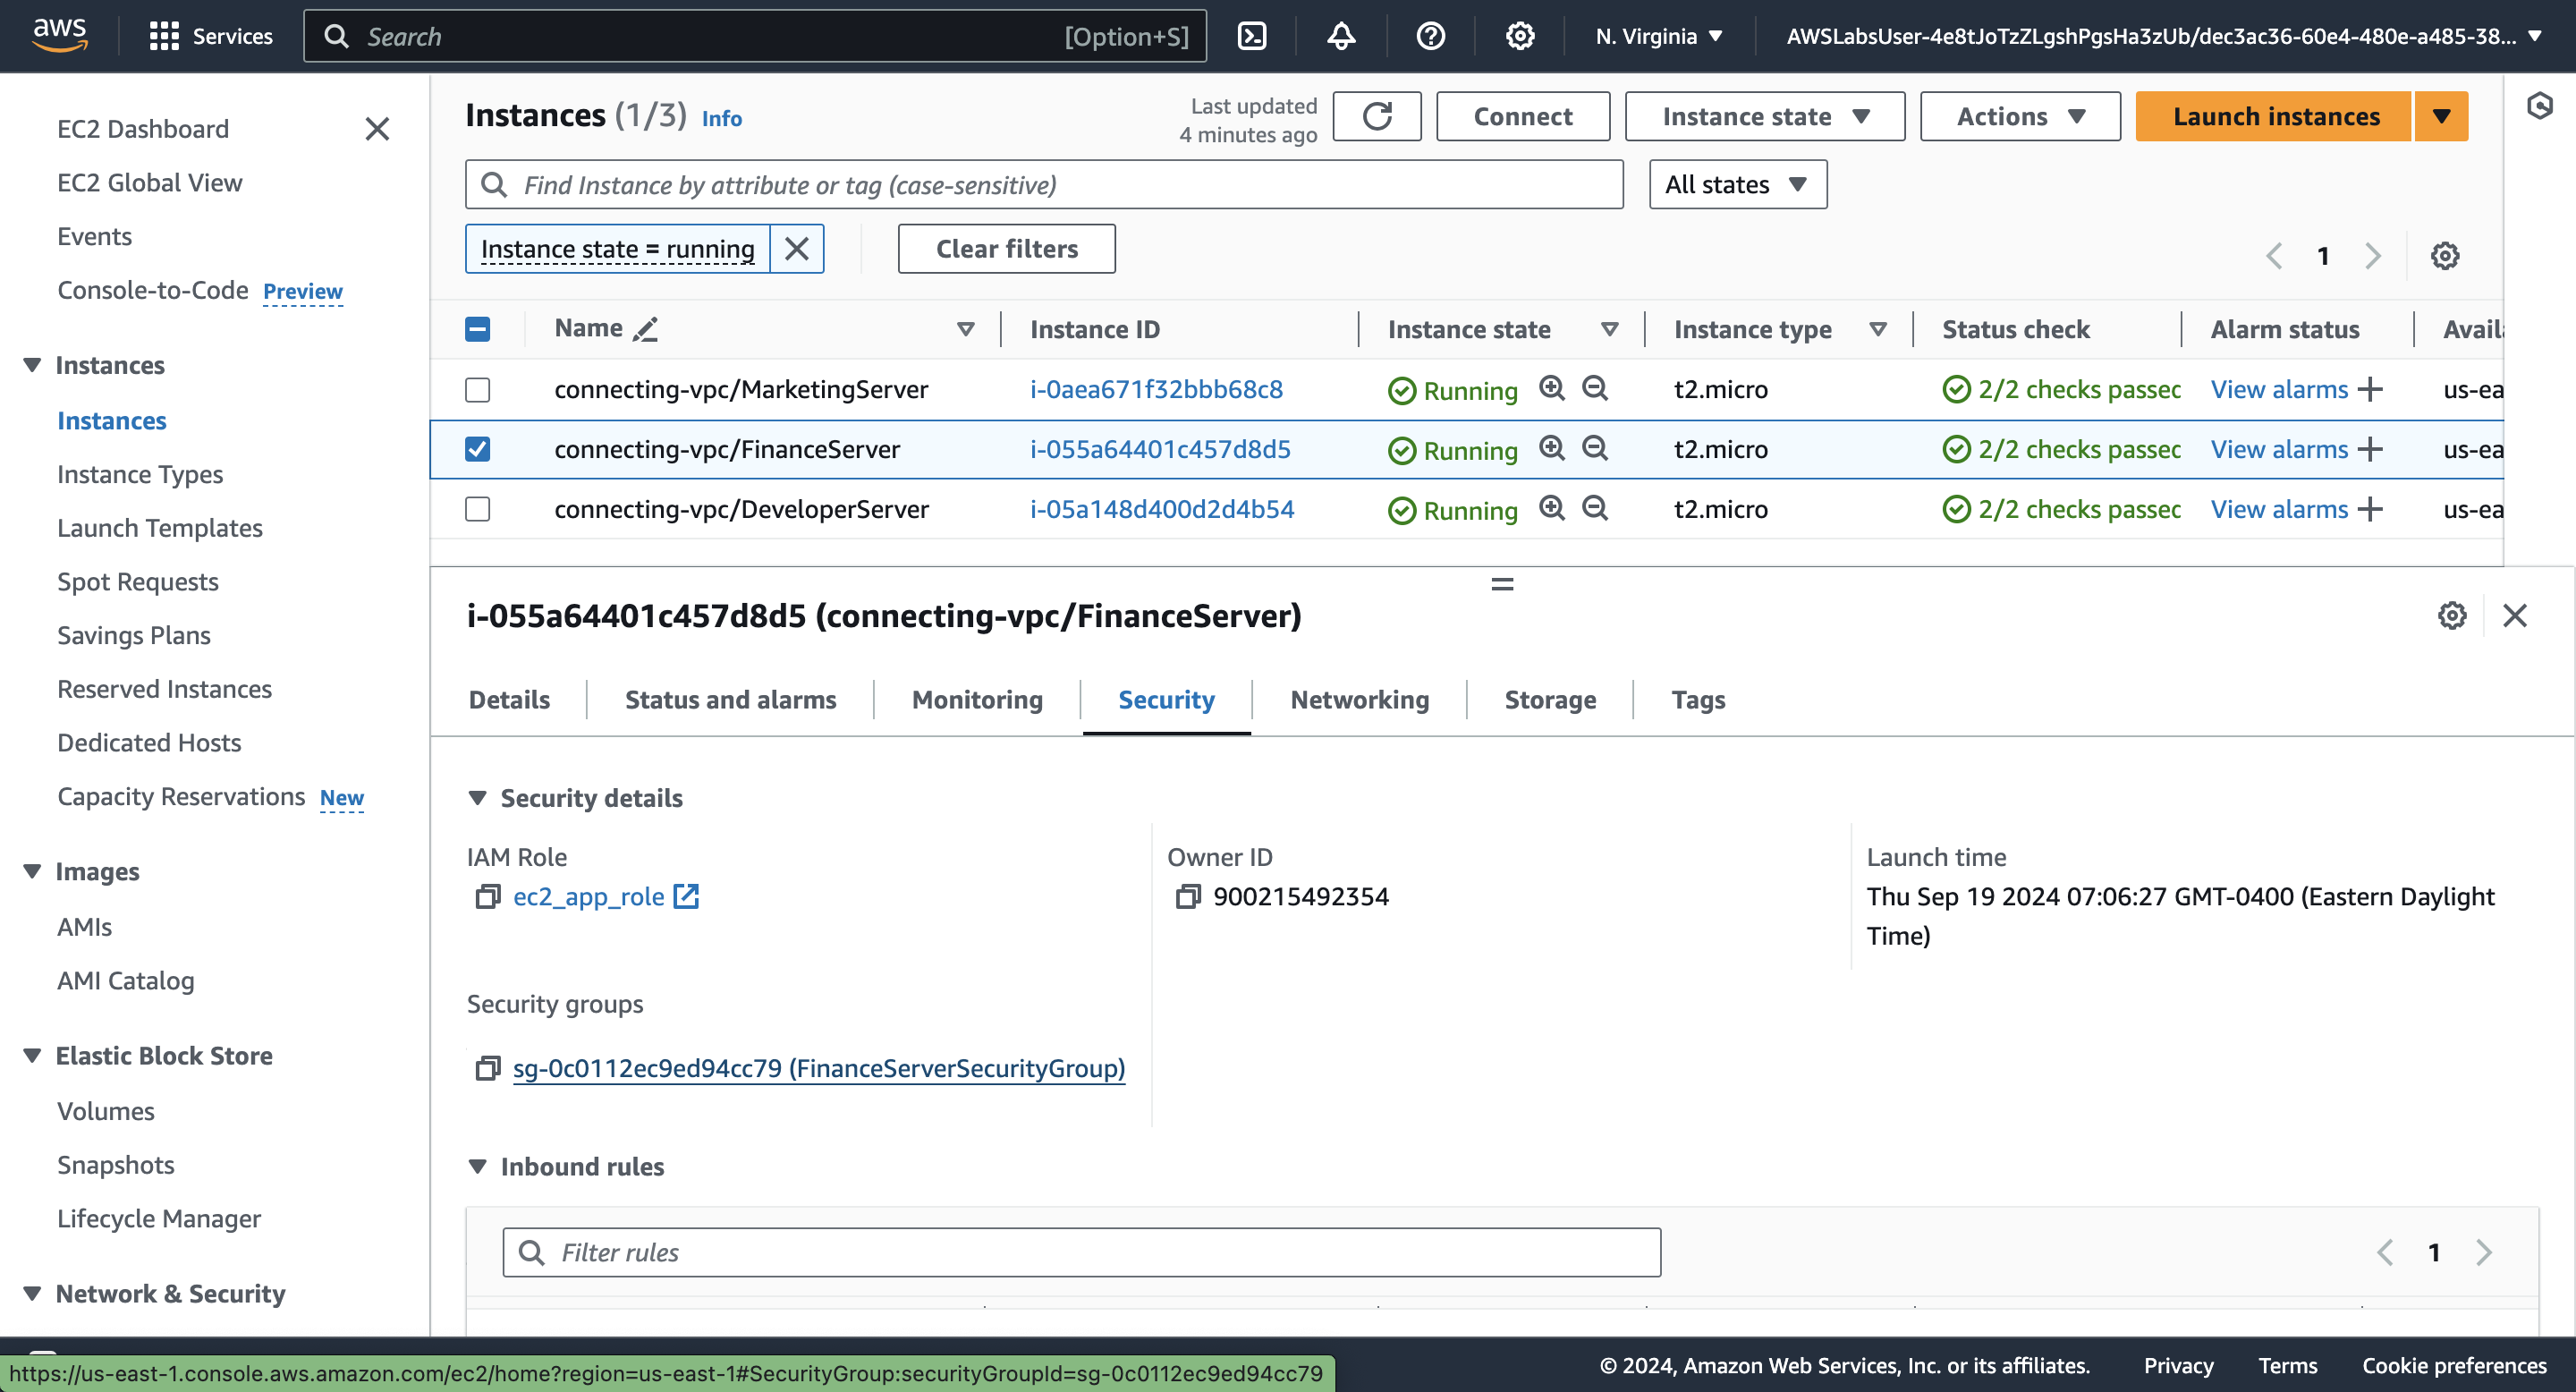 aws
Services
Search
[Option+S]
N. Virginia
AWSLabsUser-4e8tJoTzZLgshPgsHa3zUb/dec3ac36-60e4-480e-a485-38...
EC2 Dashboard
EC2 Global View
Events
Console-to-Code Preview
Instances
Instances
Instance Types
Launch Templates
Spot Requests
Savings Plans
Reserved Instances
Dedicated Hosts
Capacity Reservations New
Images
AMIs
AMI Catalog
Elastic Block Store
Volumes
Snapshots
Lifecycle Manager
Network & Security
Instances (1/3) Info
Last updated
4 minutes ago
Connect
Instance state
Actions
Launch instances
Find Instance by attribute or tag (case-sensitive)
All states
Instance state = running
Clear filters
1
Name Instance ID Instance state Instance type Status check Alarm status Availa
connecting-vpc/MarketingServer i-0aea671f32bbb68c8 Running t2.micro 2/2 checks passec View alarms + us-ea
connecting-vpc/FinanceServer i-055a64401c457d8d5 Running t2.micro 2/2 checks passec View alarms + us-ea
connecting-vpc/DeveloperServer i-05a148d400d2d4b54 Running t2.micro 2/2 checks passec View alarms + us-ea
i-055a64401c457d8d5 (connecting-vpc/FinanceServer)
Details Status and alarms Monitoring Security Networking Storage Tags
Security details
IAM Role
ec2_app_role
Owner ID
900215492354
Launch time
Thu Sep 19 2024 07:06:27 GMT-0400 (Eastern Daylight
Time)
Security groups
sg-0c0112ec9ed94cc79 (FinanceServerSecurityGroup)
Inbound rules
Filter rules
1
https://us-east-1.console.aws.amazon.com/ec2/home?region=us-east-1#SecurityGroup:securityGroupId=sg-0c0112ec9ed94cc79
© 2024, Amazon Web Services, Inc. or its affiliates.
Privacy
Terms
Cookie preferences